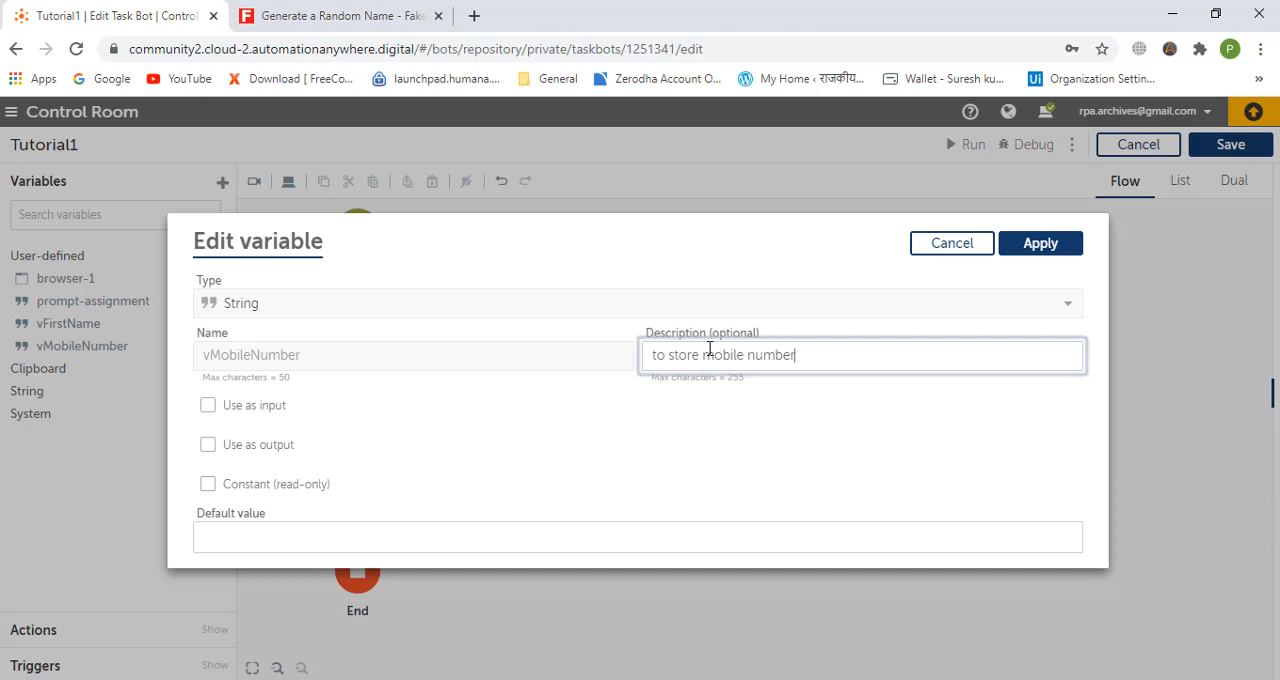 Tutorial1 | Edit Task Bot | Control
Generate a Random Name - Fake
community2.cloud-2.automationanywhere.digital/#/bots/repository/private/taskbots/1251341/edit
P
Apps
Google
YouTube
Download [ FreeCo...
launchpad.humana....
General
Zerodha Account O...
My Home ‹ राजकीय...
Wallet - Suresh ku...
Organization Settin...
Control Room
rpa.archives@gmail.com
Tutorial1
Run
Debug
Cancel
Save
Variables
Flow
List
Dual
Search variables
User-defined
browser-1
prompt-assignment
vFirstName
vMobileNumber
Clipboard
String
System
Edit variable
Cancel
Apply
Type
String
Name
Description (optional)
vMobileNumber
to store mobile number
Max characters = 50
Max characters = 255
Use as input
Use as output
Constant (read-only)
Default value
End
Actions
Show
Triggers
Show